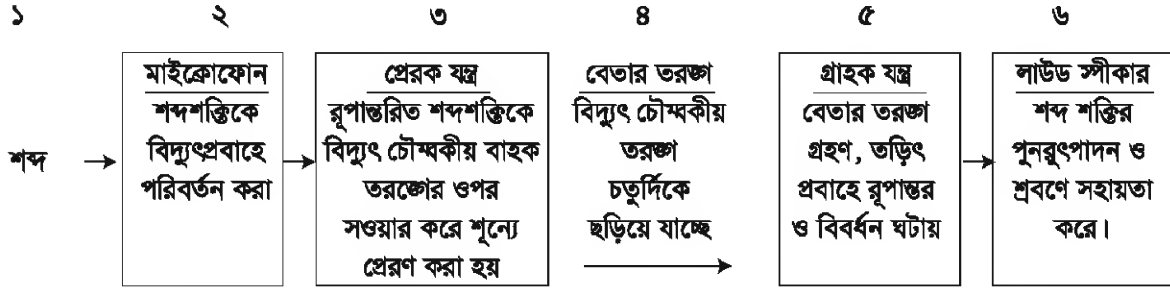 ১ ২ ৩ ৪ ৫ ৬
শব্দ
মাইক্রোফোন
শব্দশক্তিকে
বিদ্যুৎপ্রবাহে
পরিবর্তন করা
প্রেরক যন্ত্র
রূপান্তরিত শব্দশক্তিকে
বিদ্যুৎ চৌম্বকীয় বাহক
তরঙ্গের ওপর
সওয়ার করে শূন্যে
প্রেরণ করা হয়
বেতার তরঙ্গ
বিদ্যুৎ চৌম্বকীয়
তরঙ্গ
চতুর্দিকে
ছড়িয়ে যাচ্ছে
গ্রাহক যন্ত্র
বেতার তরঙ্গ
গ্রহণ, তড়িৎ
প্রবাহে রূপান্তর
ও বিবর্ধন ঘটায়
লাউড স্পীকার
শব্দ শক্তির
পুনরুৎপাদন ও
শ্রবণে সহায়তা
করে।